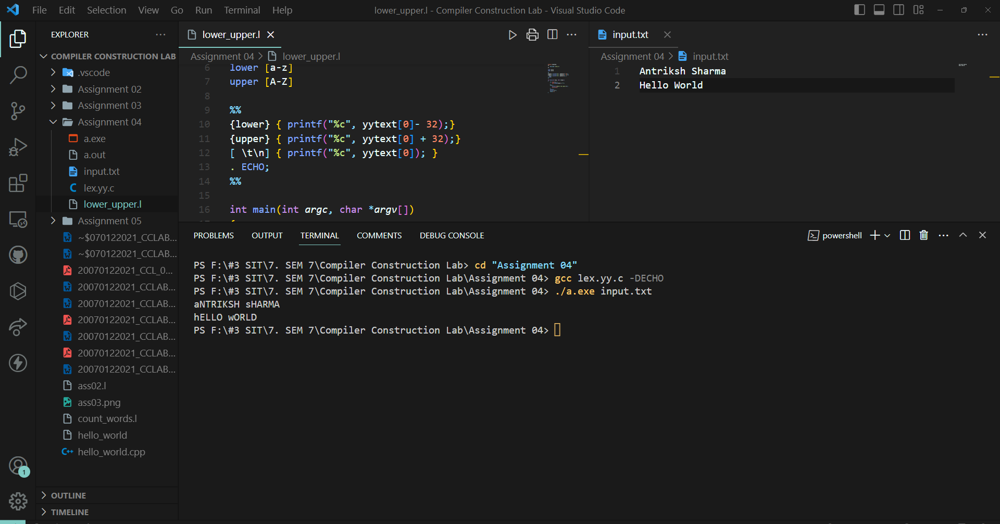 File Edit Selection View Go Run Terminal Help
lower_upper.l - Compiler Construction Lab - Visual Studio Code
EXPLORER
COMPILER CONSTRUCTION LAB
.vscode
Assignment 02
Assignment 03
Assignment 04
a.exe
a.out
input.txt
lex.yy.c
lower_upper.l
Assignment 05
~$070122021_CCLAB...
~$070122021_CCLAB...
20070122021_CCL_0...
20070122021_CCLAB...
20070122021_CCLAB...
20070122021_CCLAB...
20070122021_CCLAB...
20070122021_CCLAB...
20070122021_CCLAB...
ass02.l
ass03.png
count_words.l
hello_world
hello_world.cpp
OUTLINE
TIMELINE
1
lower_upper.l
Assignment 04 > lower_upper.l
6 lower [a-z]
7 upper [A-Z]
8
9 %%
10 {lower} { printf("%c", yytext[0]- 32);}
11 {upper} { printf("%c", yytext[0] + 32);}
12 [ \t\n] { printf("%c", yytext[0]); }
13 . ECHO;
14 %%
15
16 int main(int argc, char *argv[])
input.txt
Assignment 04 > input.txt
1 Antriksh Sharma
2 Hello World
PROBLEMS OUTPUT TERMINAL COMMENTS DEBUG CONSOLE
powershell
PS F:\#3 SIT\7. SEM 7\Compiler Construction Lab> cd "Assignment 04"
PS F:\#3 SIT\7. SEM 7\Compiler Construction Lab\Assignment 04> gcc lex.yy.c -DECHO
PS F:\#3 SIT\7. SEM 7\Compiler Construction Lab\Assignment 04> ./a.exe input.txt
aNTRIKSH sHARMA
hELLO wORLD
PS F:\#3 SIT\7. SEM 7\Compiler Construction Lab\Assignment 04>